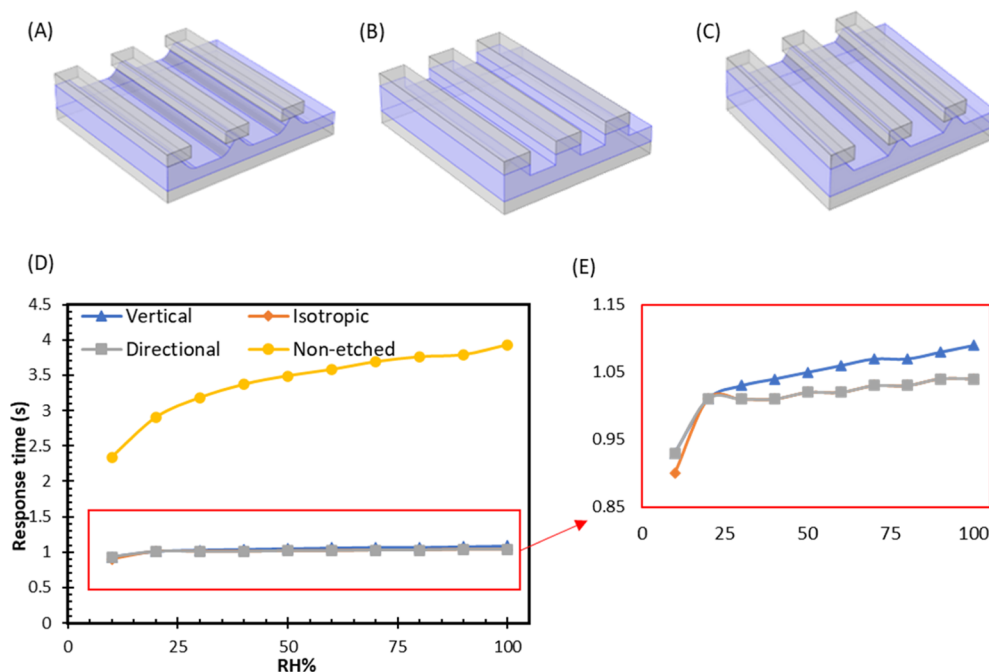 (A)
(B)
(C)
(D)
4.5
4
3.5
3
2.5
2
1.5
1
0.5
0
Response time (s)
Vertical
Isotropic
Directional
Non-etched
0
25
50
75
100
RH%
(E)
1.15
1.05
0.95
0.85
0
25
50
75
100